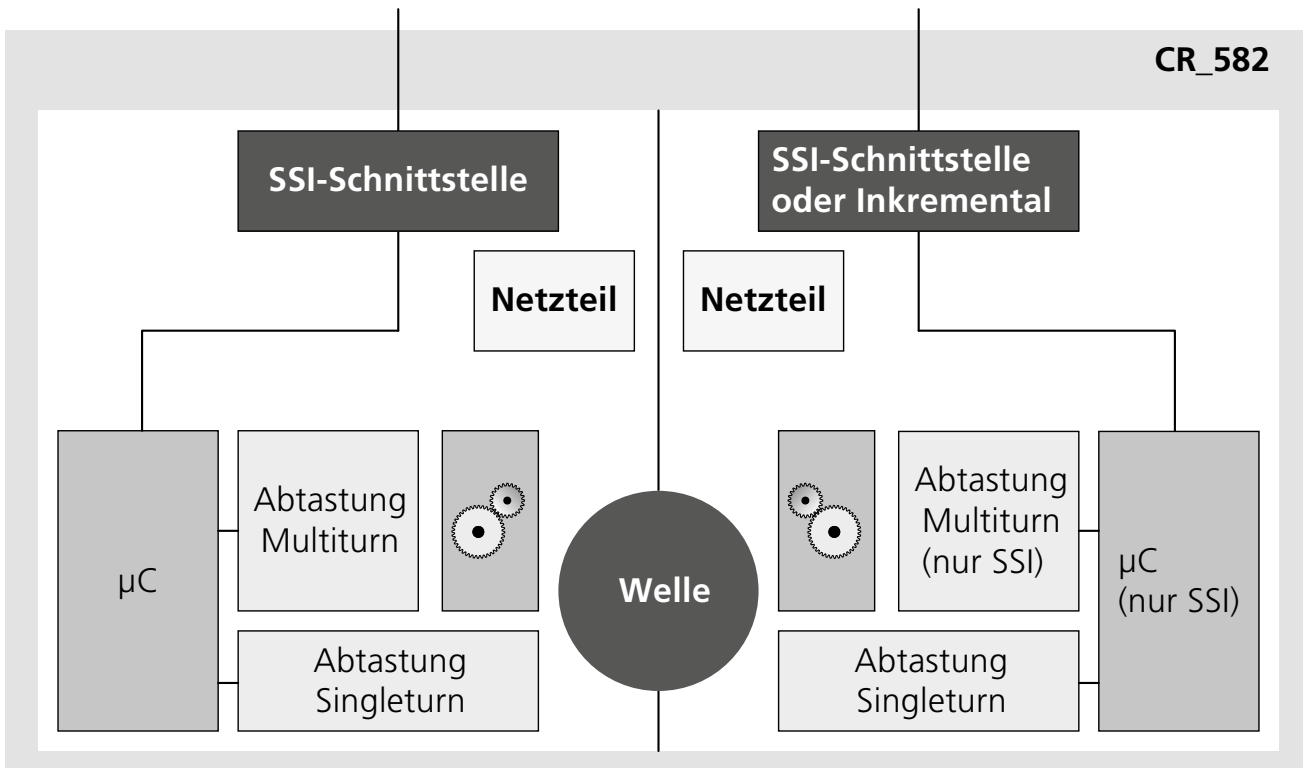 CR_582
SSI-Schnittstelle
SSI-Schnittstelle
oder Inkremental
Netzteil
Netzteil
µC
Abtastung
Multiturn
Abtastung
Singleturn
Welle
Abtastung
Multiturn
(nur SSI)
µC
(nur SSI)
Abtastung
Singleturn